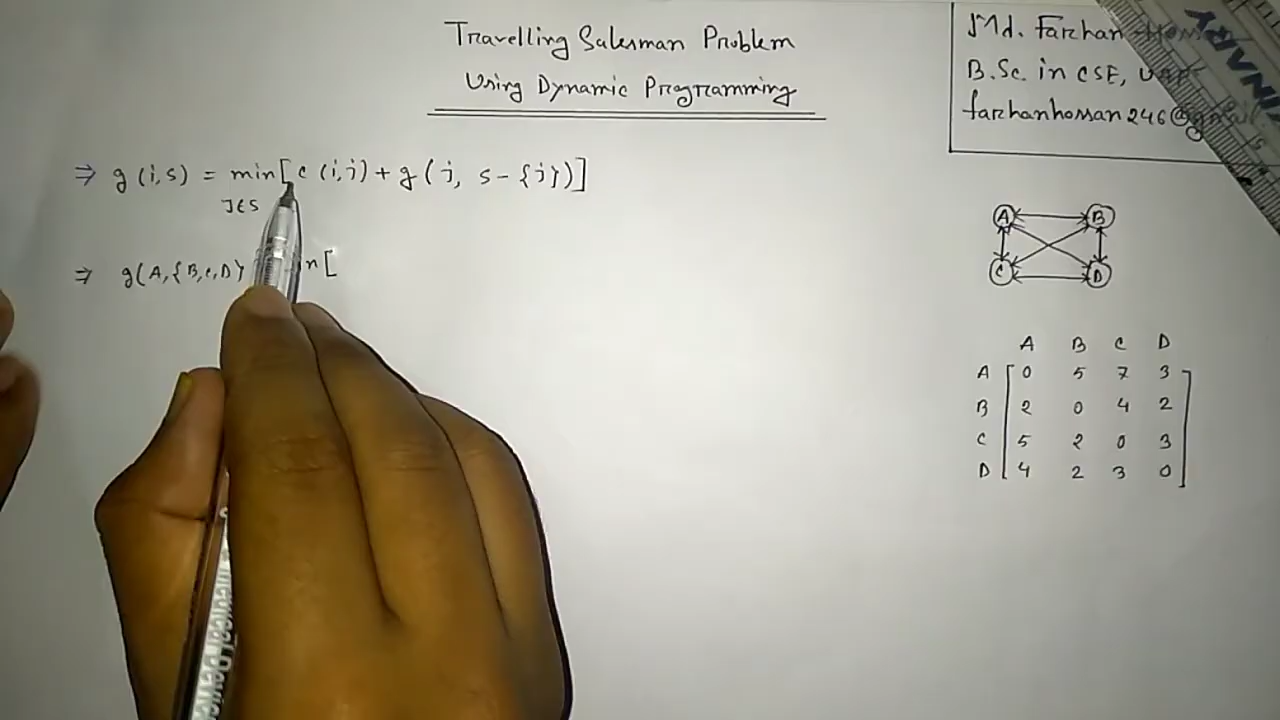 Travelling Salesman Problem
Using Dynamic Programming
Md. Farhan
B.Sc. in CSE,
farhanhossan246@gmail.
⇒ g(i,s) = min[c(i,j) + g(j, s-{j})]
J∈S
⇒ g(A,{B,C,D} n[
A B
C D
A B C D
A 0 5 7 3
B 2 0 4 2
C 5 2 0 3
D 4 2 3 0